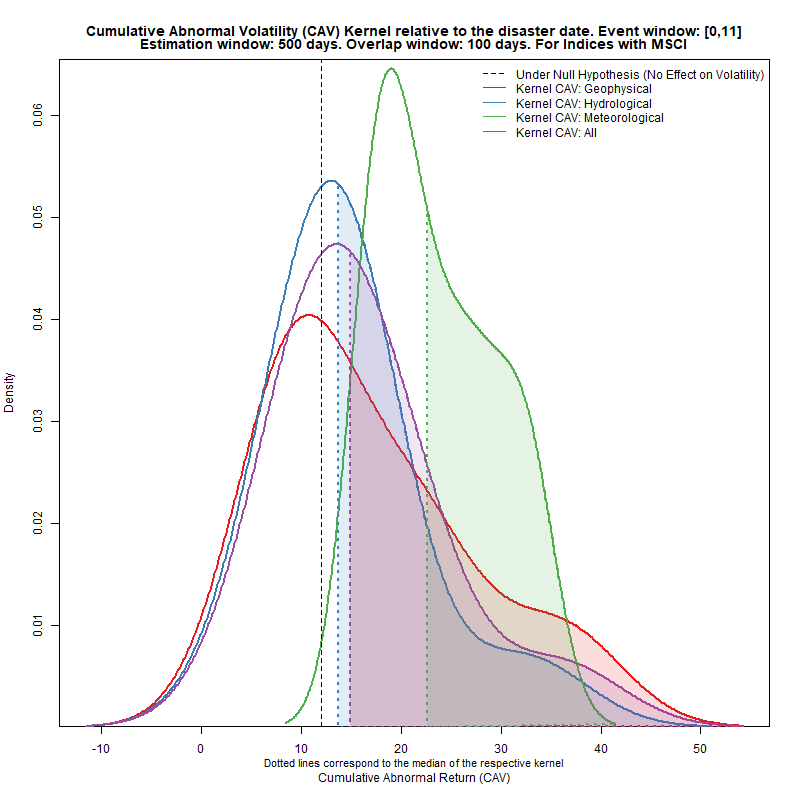 Cumulative Abnormal Volatility (CAV) Kernel relative to the disaster date. Event window: [0,11]
Estimation window: 500 days. Overlap window: 100 days. For Indices with MSCI
Under Null Hypothesis (No Effect on Volatility)
Kernel CAV: Geophysical
Kernel CAV: Hydrological
Kernel CAV: Meteorological
Kernel CAV: All
Density
0.06
0.05
0.04
0.03
0.02
0.01
-10 0 10 20 30 40 50
Dotted lines correspond to the median of the respective kernel
Cumulative Abnormal Return (CAV)